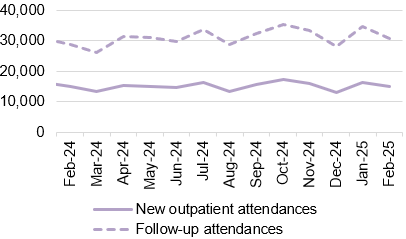 40,000
30,000
20,000
10,000
0
Feb-24
Mar-24
Apr-24
May-24
Jun-24
Jul-24
Aug-24
Sep-24
Oct-24
Nov-24
Dec-24
Jan-25
Feb-25
New outpatient attendances
Follow-up attendances